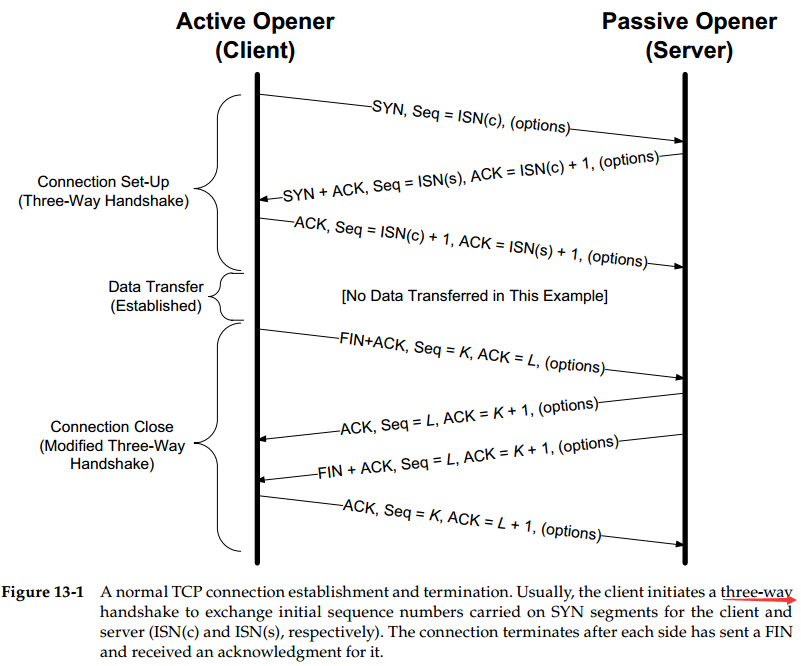 Active Opener
(Client)
Passive Opener
(Server)
SYN, Seq = ISN(c), (options)
SYN + ACK, Seq = ISN(s), ACK = ISN(c) + 1, (options)
Connection Set-Up
(Three-Way Handshake)
ACK, Seq = ISN(c) + 1, ACK = ISN(s) + 1, (options)
Data Transfer
(Established)
[No Data Transferred in This Example]
FIN+ACK, Seq = K, ACK = L, (options)
ACK, Seq = L, ACK = K + 1, (options)
Connection Close
(Modified Three-Way
Handshake)
FIN + ACK, Seq = L, ACK = K + 1, (options)
ACK, Seq = K, ACK = L + 1, (options)
Figure 13-1 A normal TCP connection establishment and termination. Usually, the client initiates a three-way
handshake to exchange initial sequence numbers carried on SYN segments for the client and
server (ISN(c) and ISN(s), respectively). The connection terminates after each side has sent a FIN
and received an acknowledgment for it.